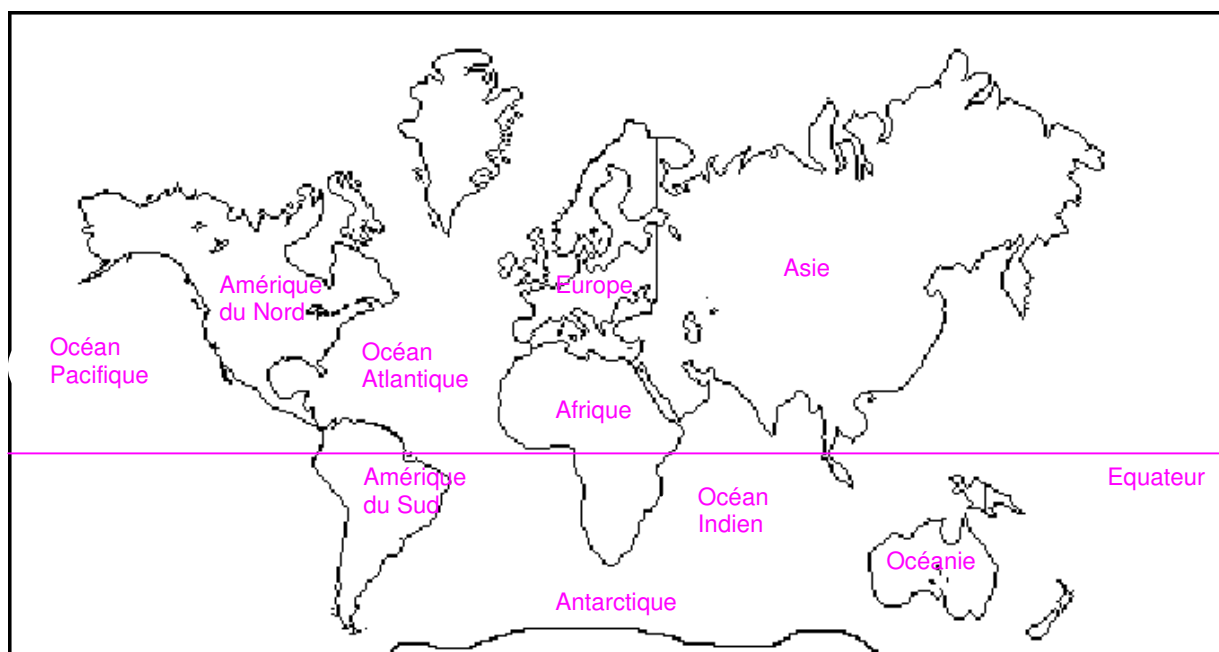 Asie
Amérique
du Nord
Europe
Océan
Pacifique
Océan
Atlantique
Afrique
Amérique
du Sud
Equateur
Océan
Indien
Océanie
Antarctique